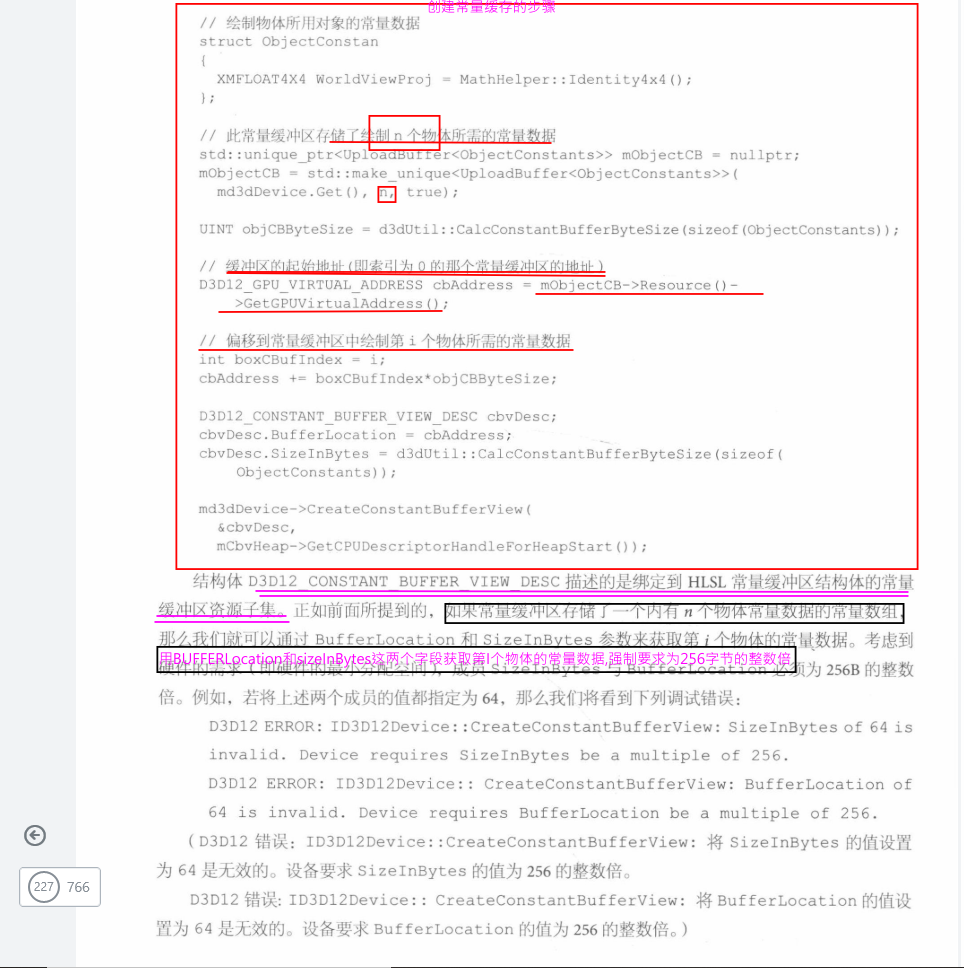 创建常量缓存的步骤
// 绘制物体所用对象的常量数据
struct ObjectConstan
{
XMFLOAT4X4 WorldViewProj = MathHelper::Identity4x4();
};
// 此常量缓冲区存储了绘制 n 个物体所需的常量数据
std::unique_ptr<UploadBuffer<ObjectConstants>> mObjectCB = nullptr;
mObjectCB = std::make_unique<UploadBuffer<ObjectConstants>>(
md3dDevice.Get(), n, true);
UINT objCBByteSize = d3dUtil::CalcConstantBufferByteSize(sizeof(ObjectConstants));
// 缓冲区的起始地址(即索引为 0 的那个常量缓冲区的地址)
D3D12_GPU_VIRTUAL_ADDRESS cbAddress = mObjectCB->Resource()-
>GetGPUVirtualAddress();
// 偏移到常量缓冲区中绘制第 i 个物体所需的常量数据
int boxCBufIndex = i;
cbAddress += boxCBufIndex*objCBByteSize;
D3D12_CONSTANT_BUFFER_VIEW_DESC cbvDesc;
cbvDesc.BufferLocation = cbAddress;
cbvDesc.SizeInBytes = d3dUtil::CalcConstantBufferByteSize(sizeof(
ObjectConstants));
md3dDevice->CreateConstantBufferView(
&cbvDesc,
mCbvHeap->GetCPUDescriptorHandleForHeapStart());
结构体 D3D12_CONSTANT_BUFFER_VIEW_DESC 描述的是绑定到 HLSL 常量缓冲区结构体的常量
缓冲区资源子集。正如前面所提到的，如果常量缓冲区存储了一个内有 n 个物体常量数据的常量数组，
那么我们就可以通过 BufferLocation 和 SizeInBytes 参数来获取第 i 个物体的常量数据。考虑到
用BUFFERLocation和sizeInBytes这两个字段获取第I个物体的常量数据,强制要求为256字节的整数倍
硬件的需求（即硬件的最小分配空间），成员 SizeInBytes 与 BufferLocation 必须为 256B 的整数
倍。例如，若将上述两个成员的值都指定为 64，那么我们将看到下列调试错误：
D3D12 ERROR: ID3D12Device::CreateConstantBufferView: SizeInBytes of 64 is
invalid. Device requires SizeInBytes be a multiple of 256.
D3D12 ERROR: ID3D12Device:: CreateConstantBufferView: BufferLocation of
64 is invalid. Device requires BufferLocation be a multiple of 256.
（D3D12 错误：ID3D12Device::CreateConstantBufferView: 将 SizeInBytes 的值设置
为 64 是无效的。设备要求 SizeInBytes 的值为 256 的整数倍。
D3D12 错误: ID3D12Device:: CreateConstantBufferView: 将 BufferLocation 的值设
置为 64 是无效的。设备要求 BufferLocation 的值为 256 的整数倍。）
227 766